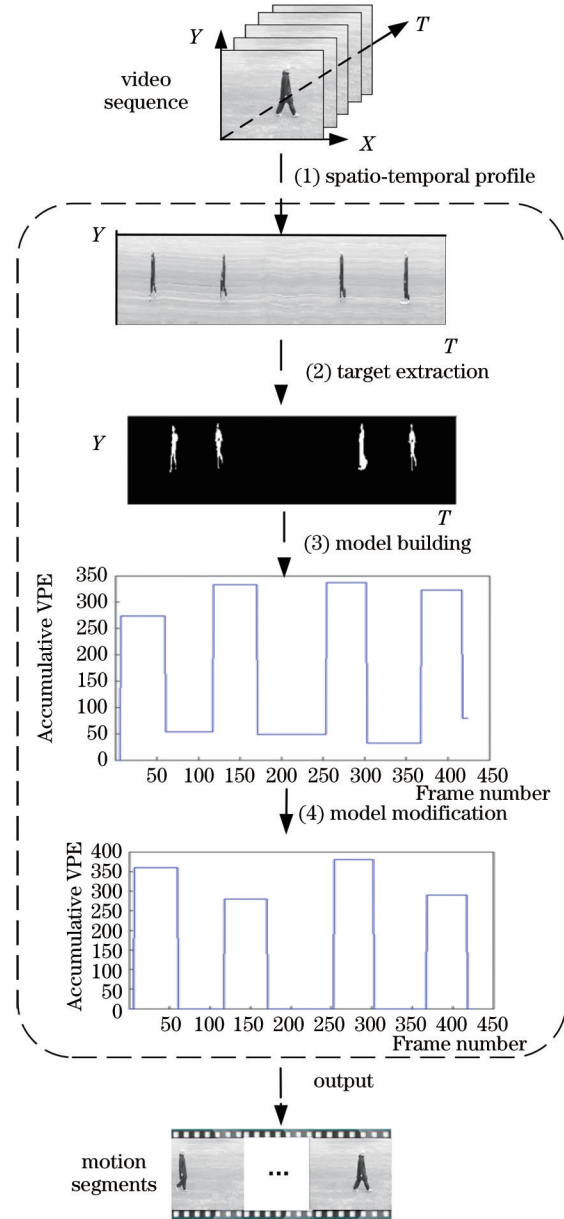 video
sequence
Y
T
X
(1) spatio-temporal profile
Y
T
(2) target extraction
Y
T
(3) model building
Accumulative VPE
350
300
250
200
150
100
50
0
50 100 150 200 250 300 350 400 450
Frame number
(4) model modification
Accumulative VPE
400
350
300
250
200
150
100
50
0
50 100 150 200 250 300 350 400 450
Frame number
output
motion
segments
...